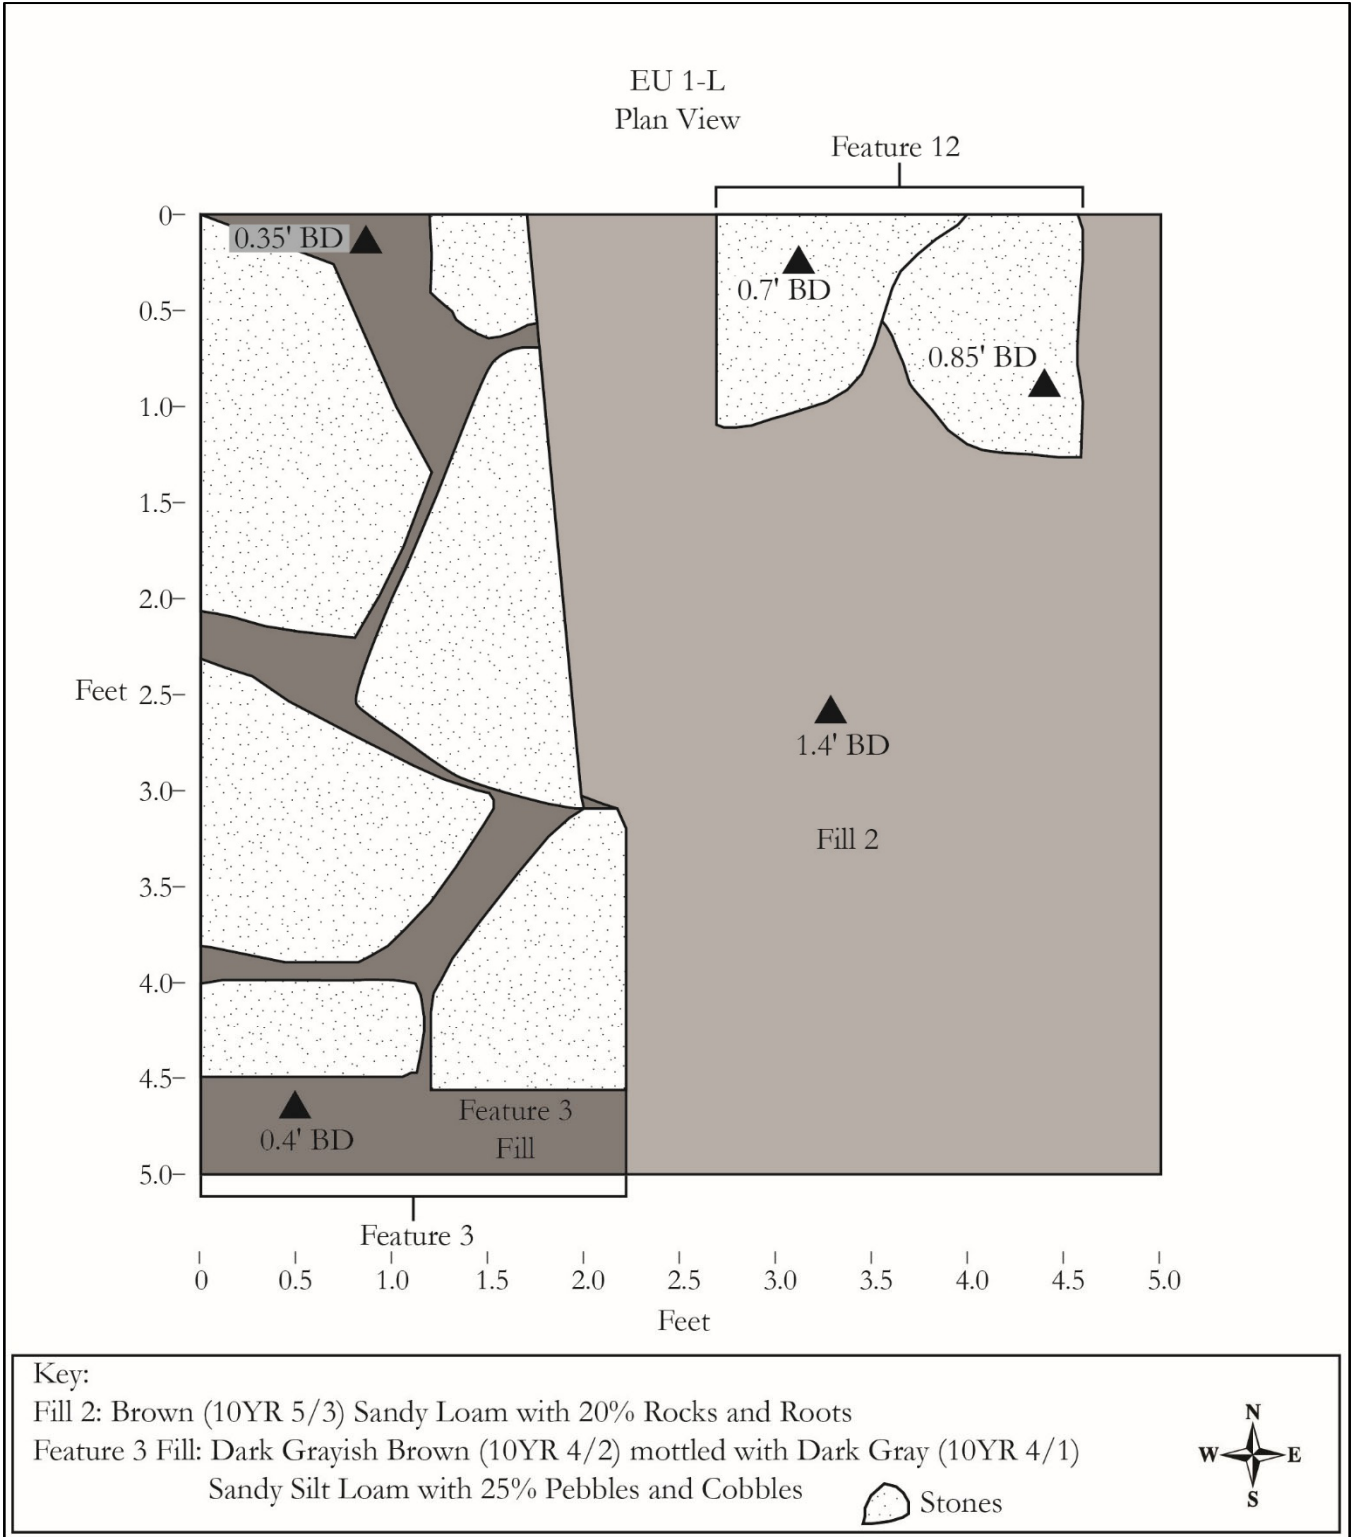 EU 1-L
Plan View
Feature 12
0
0.35' BD
0.7' BD
0.5
0.85' BD
1.0
1.5
2.0
Feet 2.5
1.4' BD
3.0
Fill 2
3.5
4.0
4.5
Feature 3
Fill
0.4' BD
5.0
Feature 3
0 0.5 1.0 1.5 2.0 2.5 3.0 3.5 4.0 4.5 5.0
Feet
Key:
Fill 2: Brown (10YR 5/3) Sandy Loam with 20% Rocks and Roots
Feature 3 Fill: Dark Grayish Brown (10YR 4/2) mottled with Dark Gray (10YR 4/1)
Sandy Silt Loam with 25% Pebbles and Cobbles
Stones
N
W E
S